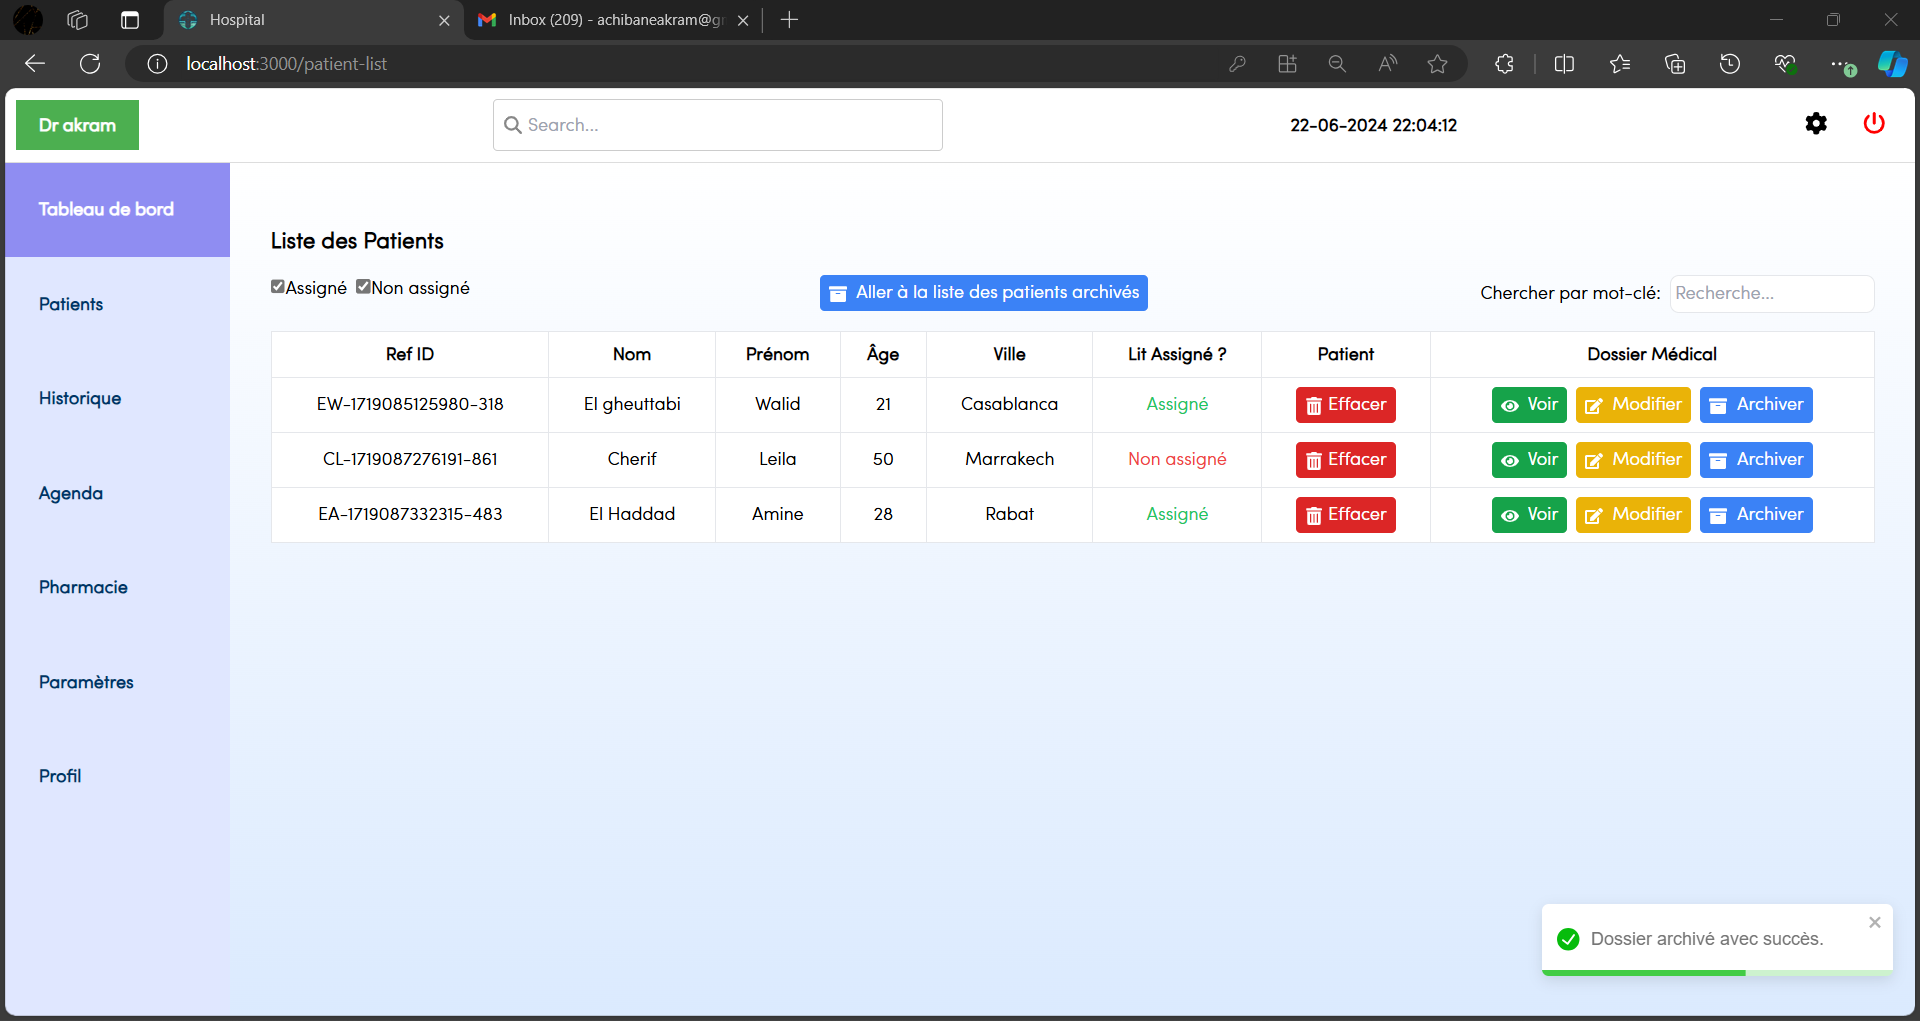 Hospital
Inbox (209) - achibaneakram@gr
localhost:3000/patient-list
Dr akram
Search...
22-06-2024 22:04:12
Tableau de bord
Patients
Historique
Agenda
Pharmacie
Paramètres
Profil
Liste des Patients
Assigné Non assigné
Aller à la liste des patients archivés
Chercher par mot-clé: Recherche...
Ref ID Nom Prénom Âge Ville Lit Assigné ? Patient Dossier Médical
EW-1719085125980-318 El gheuttabi Walid 21 Casablanca Assigné Effacer Voir Modifier Archiver
CL-1719087276191-861 Cherif Leila 50 Marrakech Non assigné Effacer Voir Modifier Archiver
EA-1719087332315-483 El Haddad Amine 28 Rabat Assigné Effacer Voir Modifier Archiver
Dossier archivé avec succès.